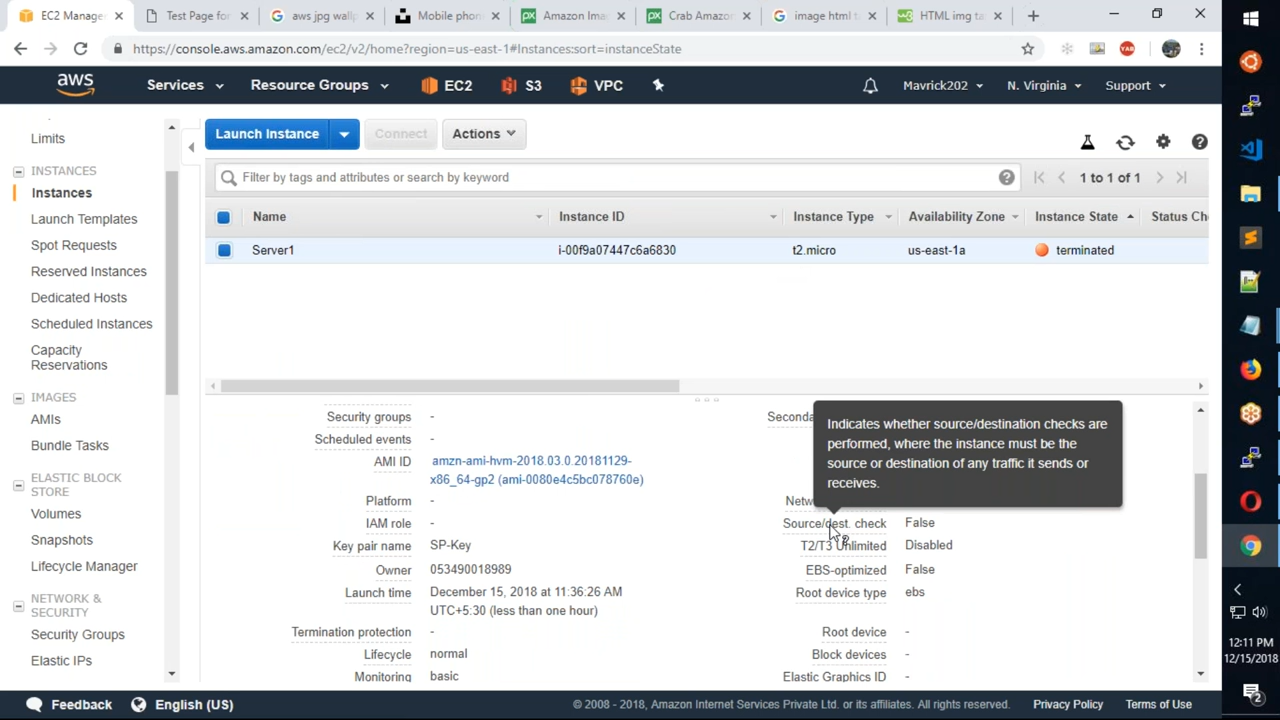 EC2 Manage
Test Page for
aws jpg wallp
Mobile phon
Amazon Ima
Crab Amazon
image html t
HTML img ta
https://console.aws.amazon.com/ec2/v2/home?region=us-east-1#Instances:sort=instanceState
YAB
aws
Services
Resource Groups
EC2
S3
VPC
Mavrick202
N. Virginia
Support
Limits
INSTANCES
Instances
Launch Templates
Spot Requests
Reserved Instances
Dedicated Hosts
Scheduled Instances
Capacity
Reservations
IMAGES
AMIs
Bundle Tasks
ELASTIC BLOCK
STORE
Volumes
Snapshots
Lifecycle Manager
NETWORK &
SECURITY
Security Groups
Elastic IPs
Launch Instance
Connect
Actions
Filter by tags and attributes or search by keyword
1 to 1 of 1
Name Instance ID Instance Type Availability Zone Instance State Status Ch
Server1 i-00f9a07447c6a6830 t2.micro us-east-1a terminated
Security groups -
Scheduled events -
AMI ID amzn-ami-hvm-2018.03.0.20181129-
x86_64-gp2 (ami-0080e4c5bc078760e)
Platform -
IAM role -
Key pair name SP-Key
Owner 053490018989
Launch time December 15, 2018 at 11:36:26 AM
UTC+5:30 (less than one hour)
Termination protection -
Lifecycle normal
Monitoring basic
Seconda
Indicates whether source/destination checks are
performed, where the instance must be the
source or destination of any traffic it sends or
receives.
Netw
Source/dest. check False
T2/T3 Unlimited Disabled
EBS-optimized False
Root device type ebs
Root device -
Block devices -
Elastic Graphics ID -
12:11 PM
12/15/2018
2
Feedback
English (US)
© 2008 - 2018, Amazon Internet Services Private Ltd. or its affiliates. All rights reserved.
Privacy Policy
Terms of Use